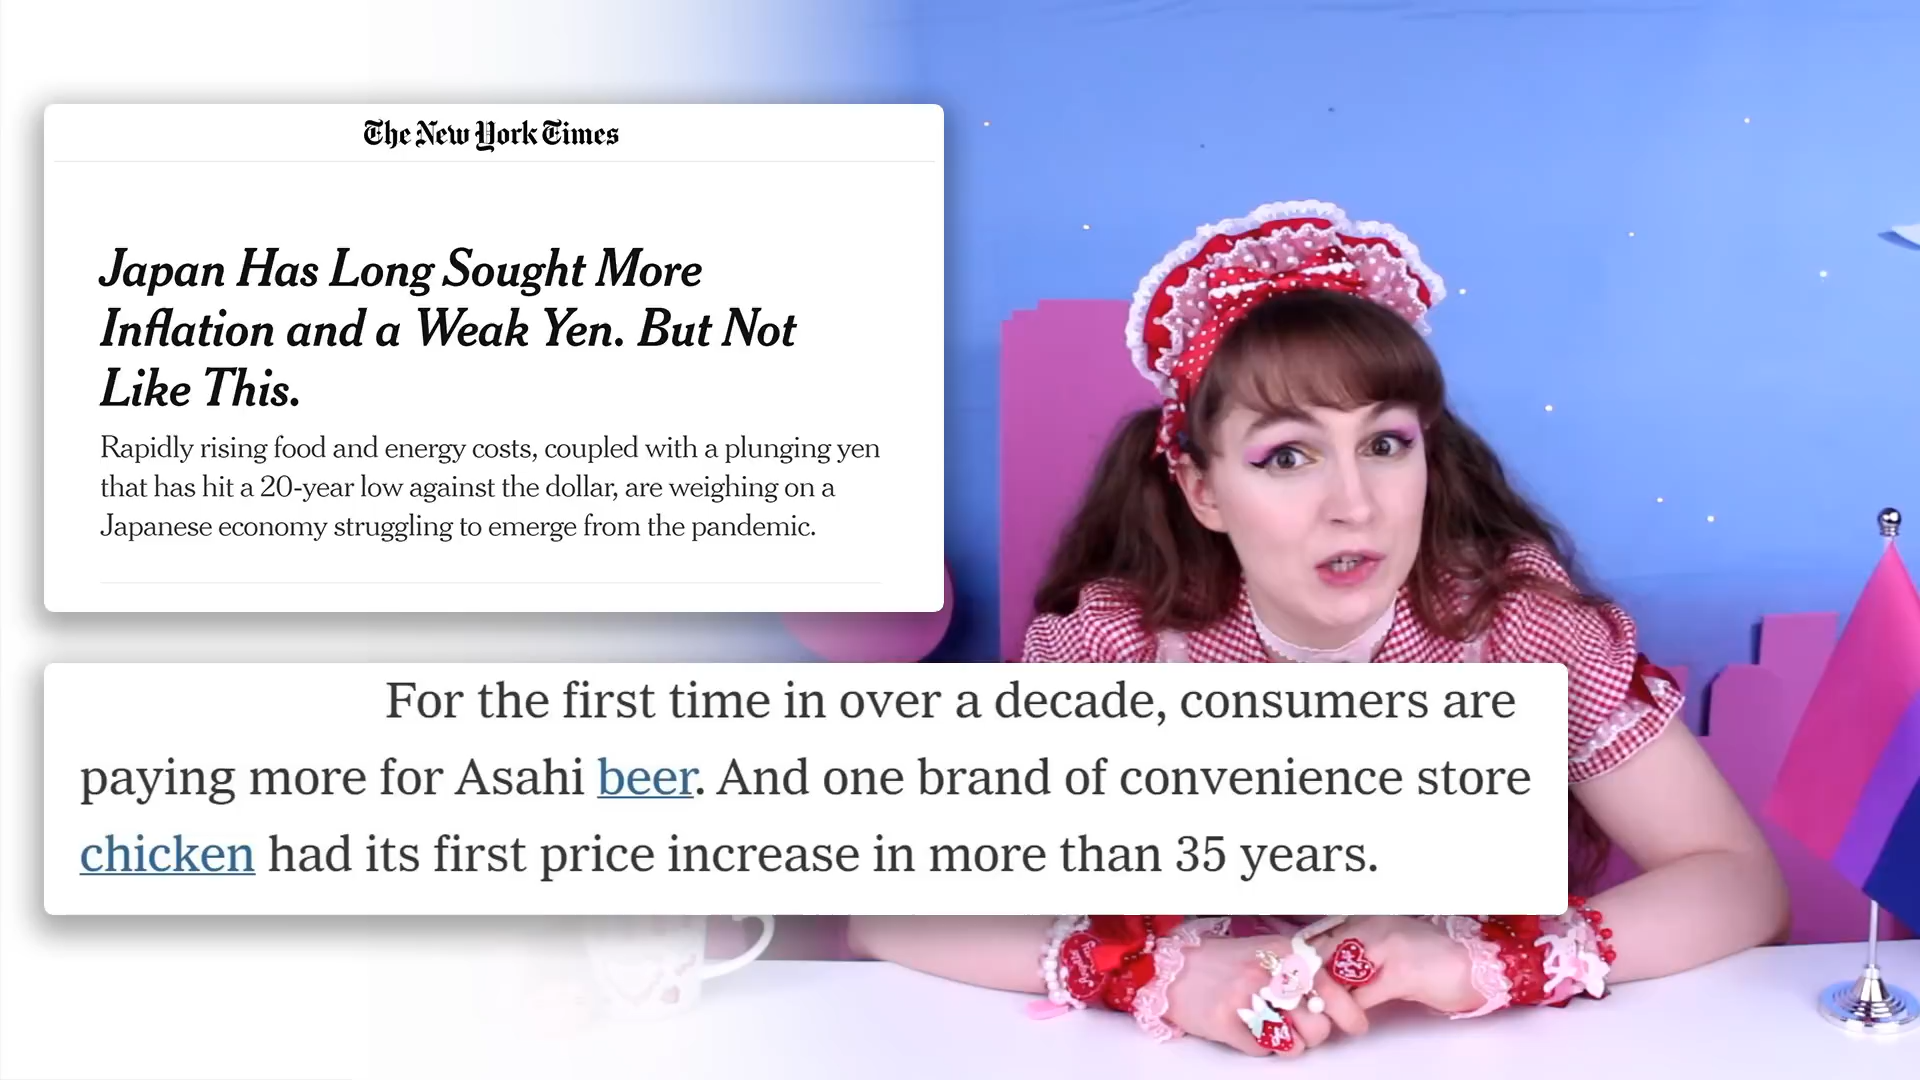 The New York Times
Japan Has Long Sought More
Inflation and a Weak Yen. But Not
Like This.
Rapidly rising food and energy costs, coupled with a plunging yen
that has hit a 20-year low against the dollar, are weighing on a
Japanese economy struggling to emerge from the pandemic.
For the first time in over a decade, consumers are
paying more for Asahi beer. And one brand of convenience store
chicken had its first price increase in more than 35 years.